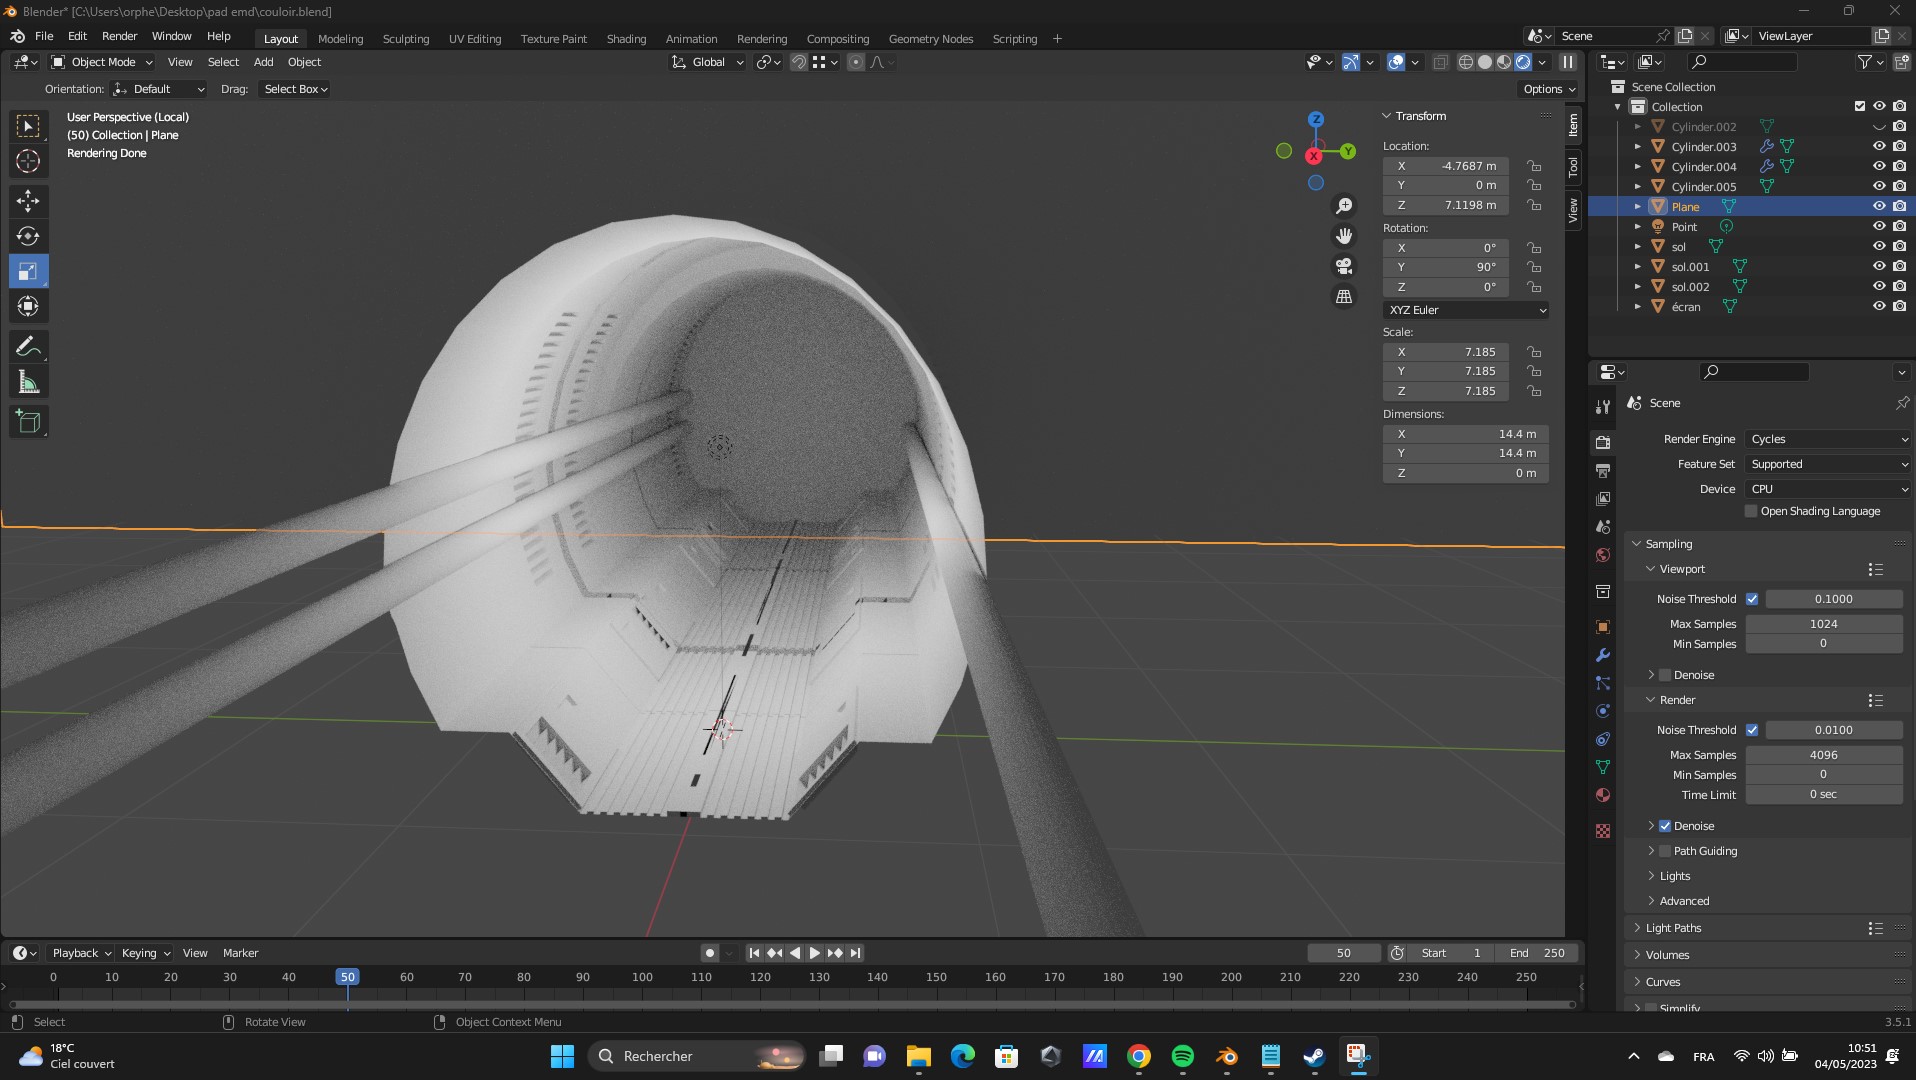 Blender* [C:\Users\orphe\Desktop\pad emd\couloir.blend]
File Edit Render Window Help
Layout Modeling Sculpting UV Editing Texture Paint Shading Animation Rendering Compositing Geometry Nodes Scripting +
Scene
ViewLayer
Object Mode View Select Add Object
Global
Orientation: Default Drag: Select Box
Options
User Perspective (Local)
(50) Collection | Plane
Rendering Done
Z
Y
X
Item
Tool
View
Transform
Location:
X -4.7687 m
Y 0 m
Z 7.1198 m
Rotation:
X 0°
Y 90°
Z 0°
XYZ Euler
Scale:
X 7.185
Y 7.185
Z 7.185
Dimensions:
X 14.4 m
Y 14.4 m
Z 0 m
Scene Collection
Collection
Cylinder.002
Cylinder.003
Cylinder.004
Cylinder.005
Plane
Point
sol
sol.001
sol.002
écran
Scene
Render Engine Cycles
Feature Set Supported
Device CPU
Open Shading Language
Sampling
Viewport
Noise Threshold 0.1000
Max Samples 1024
Min Samples 0
Denoise
Render
Noise Threshold 0.0100
Max Samples 4096
Min Samples 0
Time Limit 0 sec
Denoise
Path Guiding
Lights
Advanced
Light Paths
Volumes
Curves
Simplify
Playback Keying View Marker
50 Start 1 End 250
0 10 20 30 40 50 60 70 80 90 100 110 120 130 140 150 160 170 180 190 200 210 220 230 240 250
Select Rotate View Object Context Menu
3.5.1
18°C
Ciel couvert
Rechercher
FRA
10:51
04/05/2023